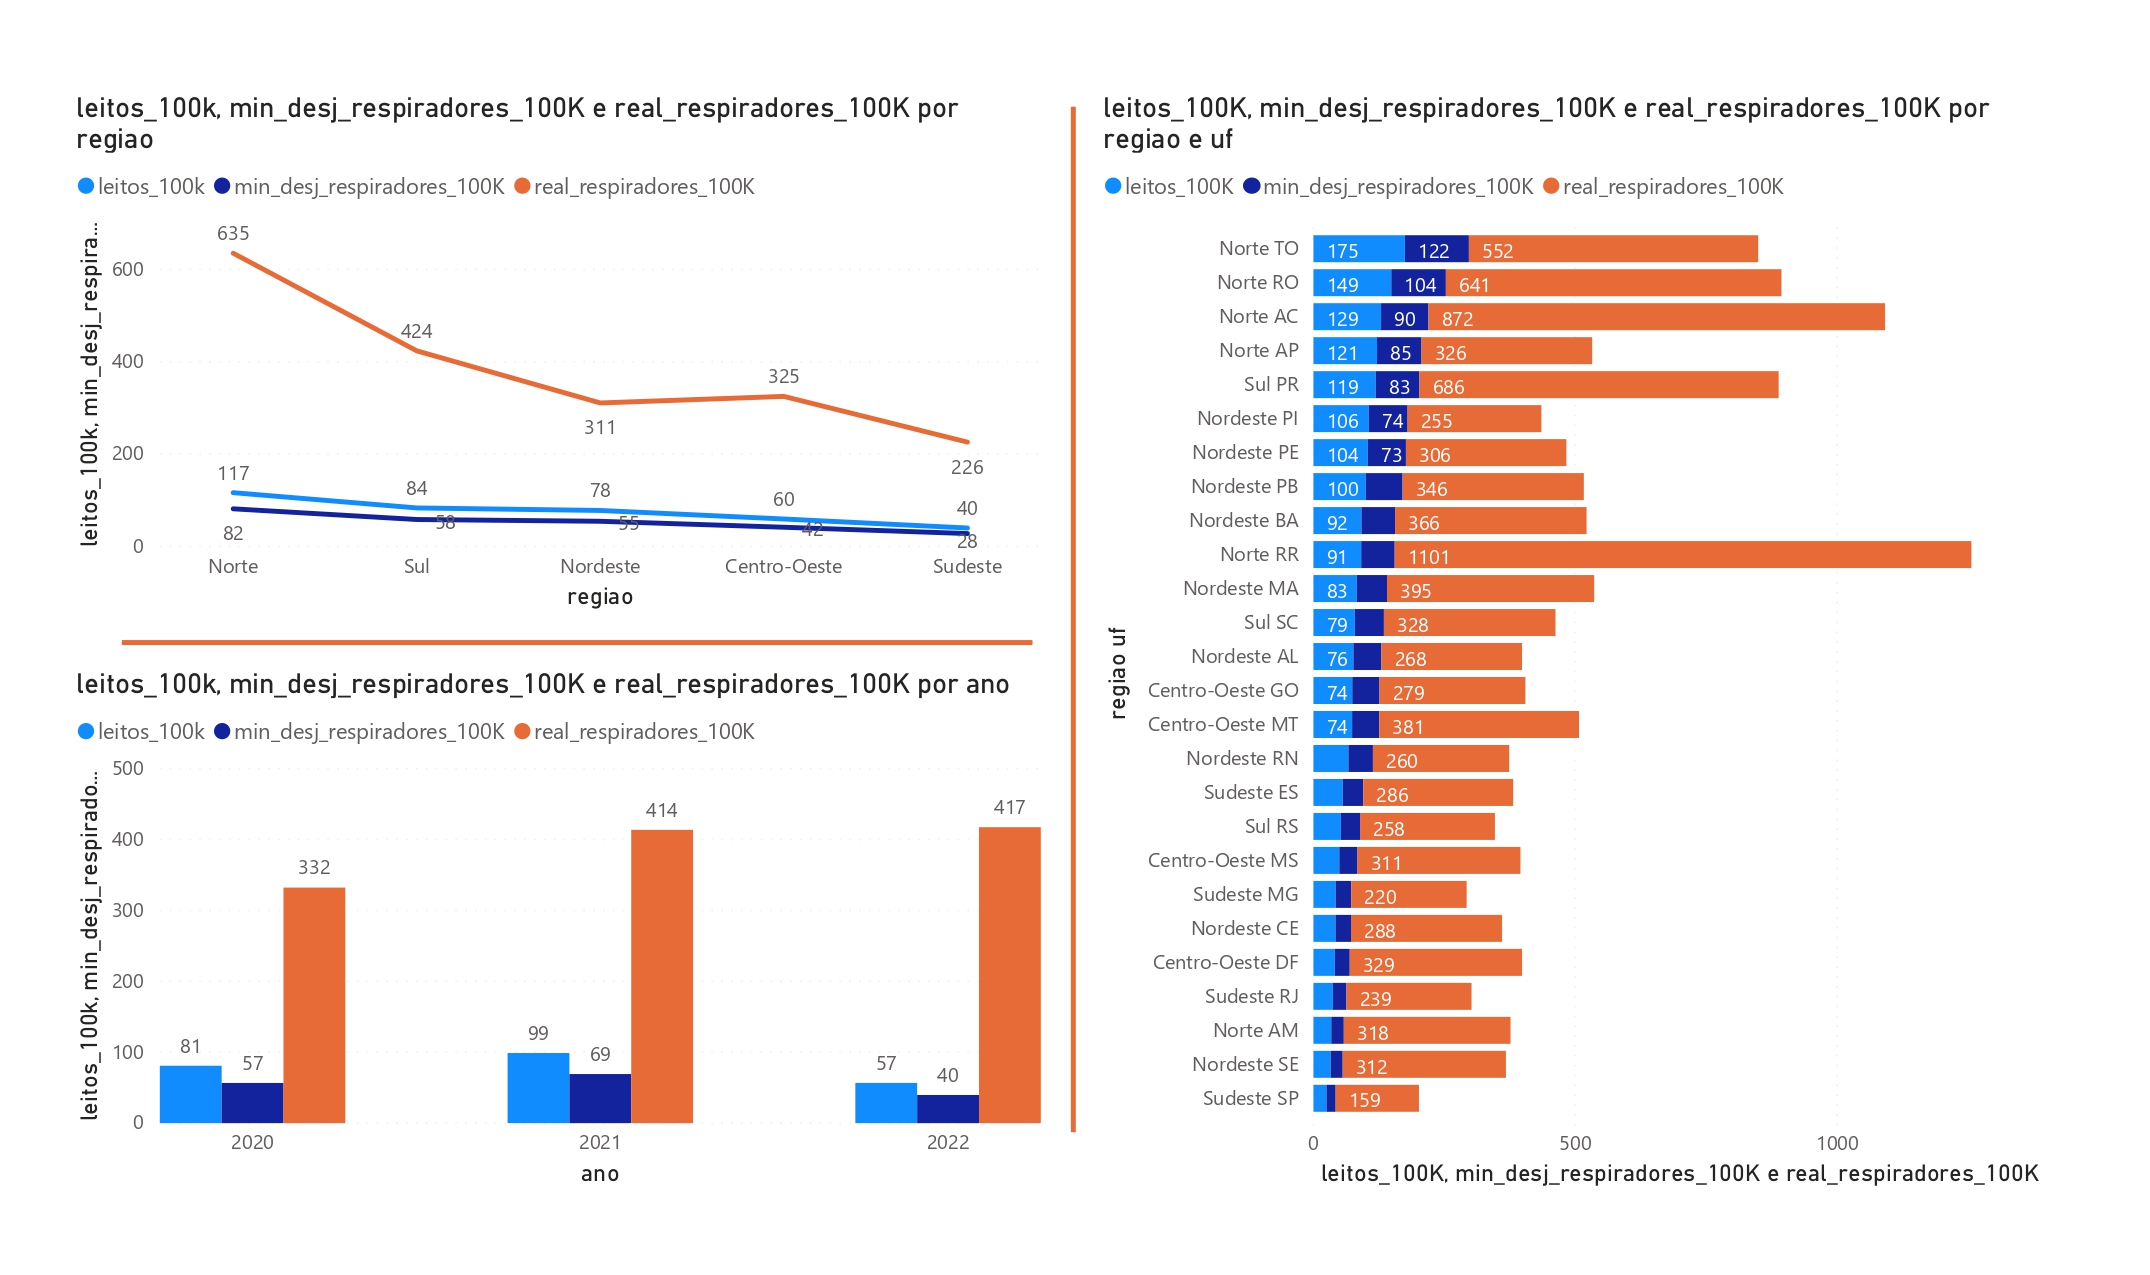 leitos_100k, min_desj_respiradores_100K e real_respiradores_100K por
regiao
leitos_100k min_desj_respiradores_100K real_respiradores_100K
leitos_100k, min_desj_respira...
600
400
200
0
635
424
311
325
226
117
84
78
60
40
82
58
55
42
28
Norte Sul Nordeste Centro-Oeste Sudeste
regiao
leitos_100k, min_desj_respiradores_100K e real_respiradores_100K por ano
leitos_100k min_desj_respiradores_100K real_respiradores_100K
leitos_100k, min_desj_respirado...
500
400
300
200
100
0
81 57 332
99 69 414
57 40 417
2020 2021 2022
ano
leitos_100K, min_desj_respiradores_100K e real_respiradores_100K por
regiao e uf
leitos_100K min_desj_respiradores_100K real_respiradores_100K
regiao uf
Norte TO 175 122 552
Norte RO 149 104 641
Norte AC 129 90 872
Norte AP 121 85 326
Sul PR 119 83 686
Nordeste PI 106 74 255
Nordeste PE 104 73 306
Nordeste PB 100 346
Nordeste BA 92 366
Norte RR 91 1101
Nordeste MA 83 395
Sul SC 79 328
Nordeste AL 76 268
Centro-Oeste GO 74 279
Centro-Oeste MT 74 381
Nordeste RN 260
Sudeste ES 286
Sul RS 258
Centro-Oeste MS 311
Sudeste MG 220
Nordeste CE 288
Centro-Oeste DF 329
Sudeste RJ 239
Norte AM 318
Nordeste SE 312
Sudeste SP 159
0 500 1000
leitos_100K, min_desj_respiradores_100K e real_respiradores_100K